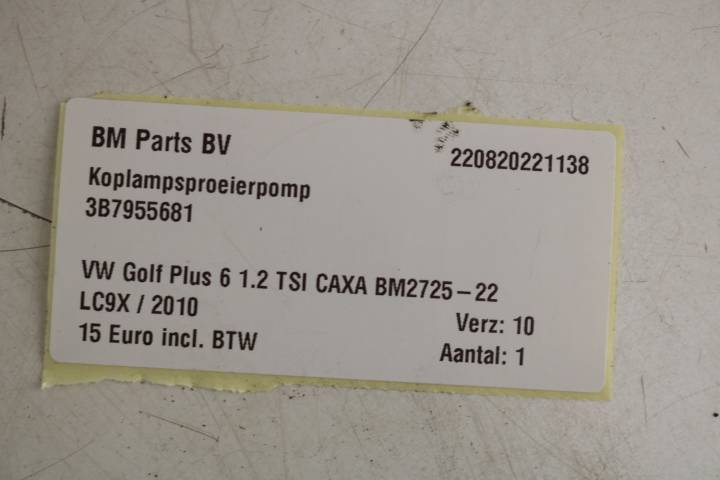 BM Parts BV
220820221138
Koplampsproeierpomp
3B7955681
VW Golf Plus 6 1.2 TSI CAXA BM2725-22
LC9X / 2010
Verz: 10
15 Euro incl. BTW
Aantal: 1